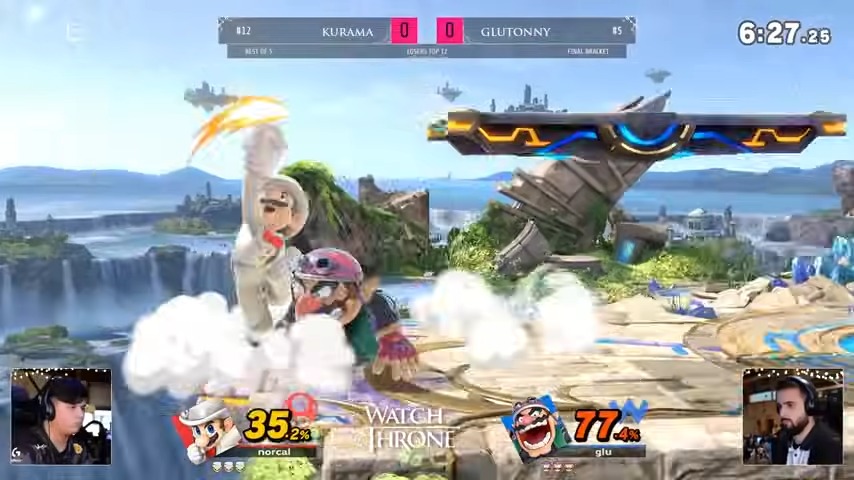 #12 KURAMA 0 0 GLUTONNY #5
BEST OF 5 LOSERS TOP 12 FINAL BRACKET
6:27.25
35.2%
norcal
WATCH
THE THRONE
77.4%
glu